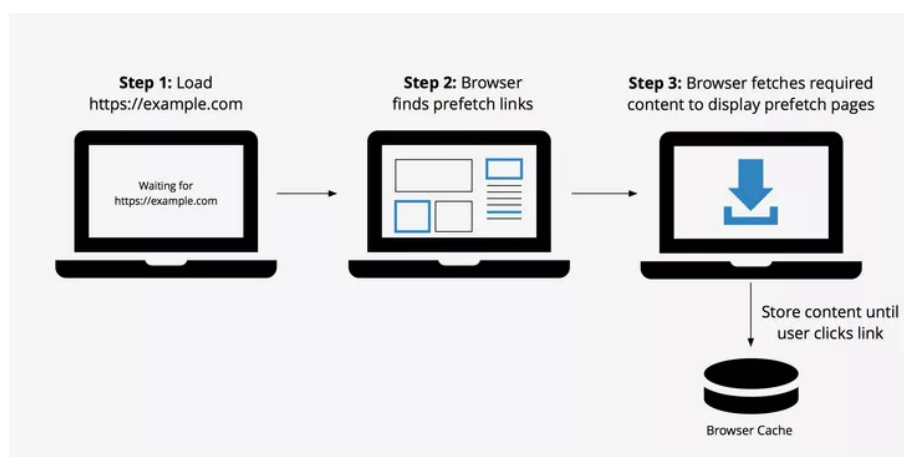 Step 1: Load
https://example.com
Step 2: Browser
finds prefetch links
Step 3: Browser fetches required
content to display prefetch pages
Waiting for
https://example.com
Store content until
user clicks link
Browser Cache